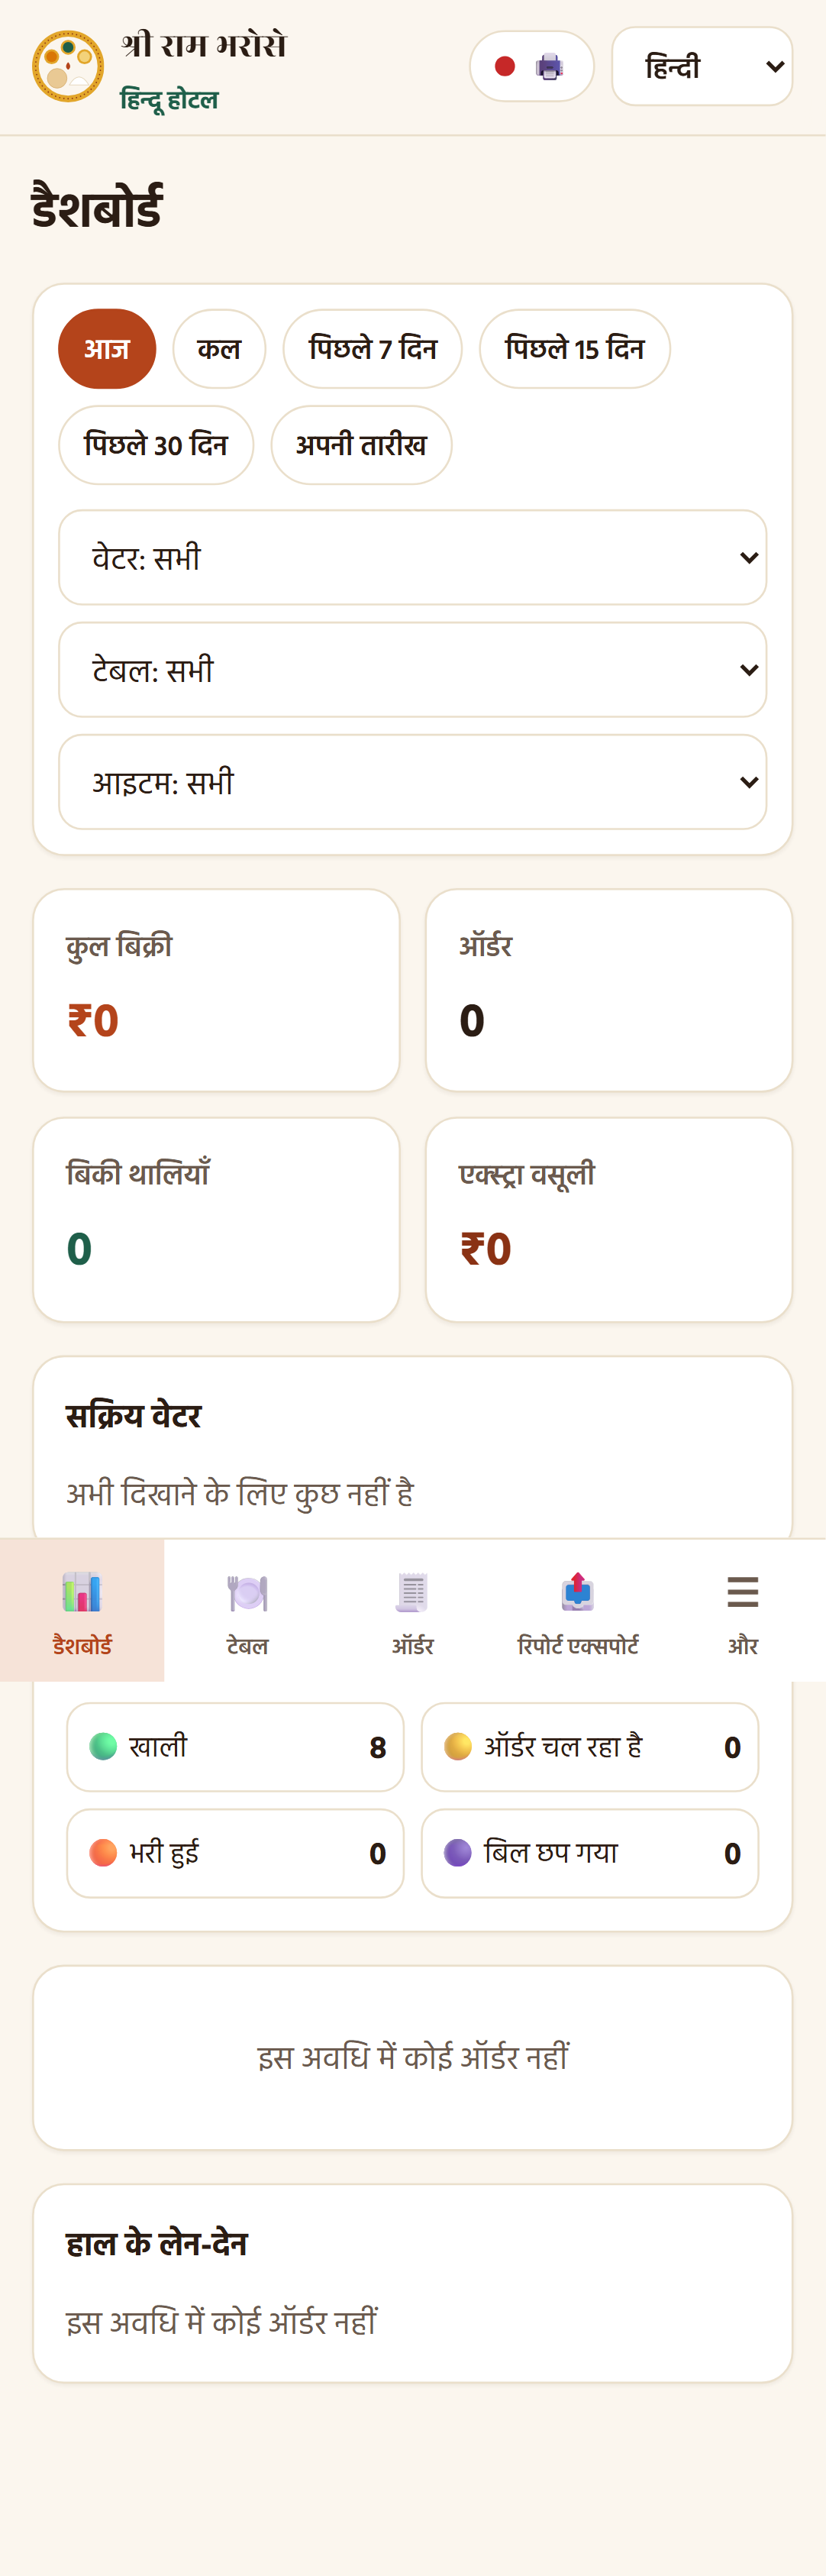 श्री राम भरोसे
हिन्दू होटल
हिन्दी
डैशबोर्ड
आज
कल
पिछले 7 दिन
पिछले 15 दिन
पिछले 30 दिन
अपनी तारीख
वेटर: सभी
टेबल: सभी
आइटम: सभी
कुल बिक्री
ऑर्डर
₹0
0
बिकी थालियाँ
एक्स्ट्रा वसूली
0
₹0
सक्रिय वेटर
अभी दिखाने के लिए कुछ नहीं है
डैशबोर्ड
टेबल
ऑर्डर
रिपोर्ट एक्सपोर्ट
और
खाली 8
ऑर्डर चल रहा है 0
भरी हुई 0
बिल छप गया 0
इस अवधि में कोई ऑर्डर नहीं
हाल के लेन-देन
इस अवधि में कोई ऑर्डर नहीं